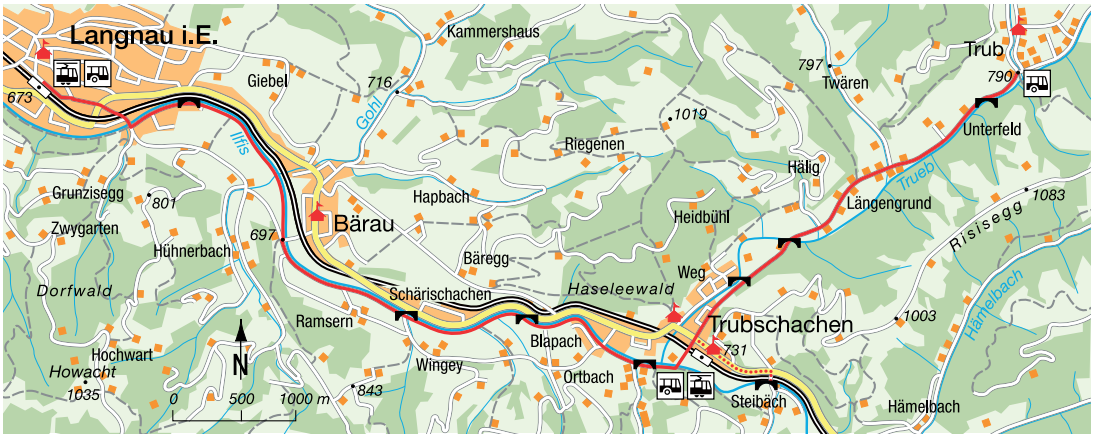 Langnau i.E.
Kammershaus
Trub
797
Twären
790
Giebel
716
Gohl
673
1019
Unterfeld
Ilfis
Riegenen
Hälig
Trueb
Grunzisegg
801
Hapbach
1083
Längengrund
Zwygarten
Bärau
Heidbühl
Risisegg
697
Hühnerbach
Bäregg
Weg
Hämelbach
Dorfwald
Schärischachen
Haseleewald
Ramsern
Trubschachen
1003
Hochwart
N
Blapach
731
Howacht
Wingey
1035
843
Ortbach
0 500 1000 m
Steibäch
Hämelbach